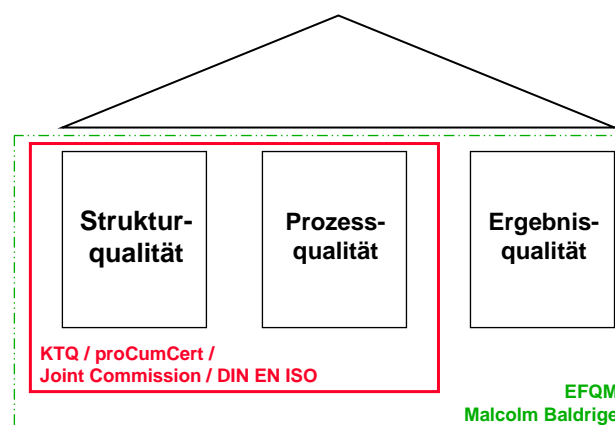 Struktur-
qualität
Prozess-
qualität
Ergebnis-
qualität
KTQ / proCumCert /
Joint Commission / DIN EN ISO
EFQM
Malcolm Baldrige